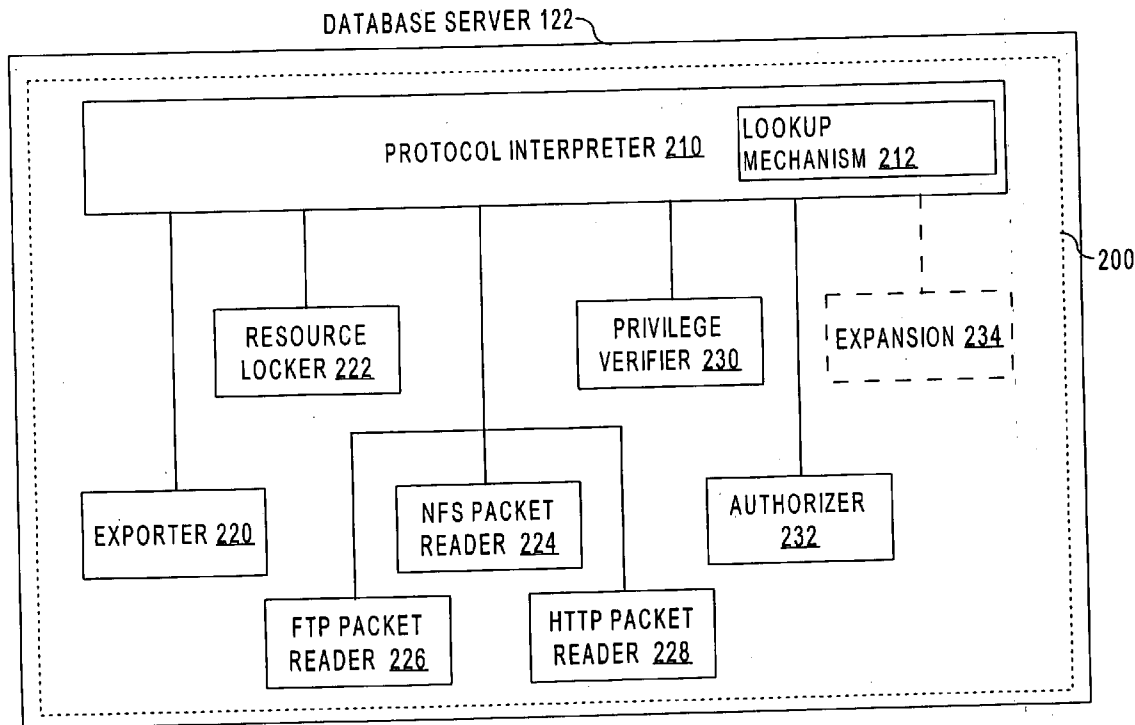 DATABASE SERVER 122
PROTOCOL INTERPRETER 210
LOOKUP
MECHANISM 212
200
RESOURCE
LOCKER 222
PRIVILEGE
VERIFIER 230
EXPANSION 234
EXPORTER 220
NFS PACKET
READER 224
AUTHORIZER
232
FTP PACKET
READER 226
HTTP PACKET
READER 228